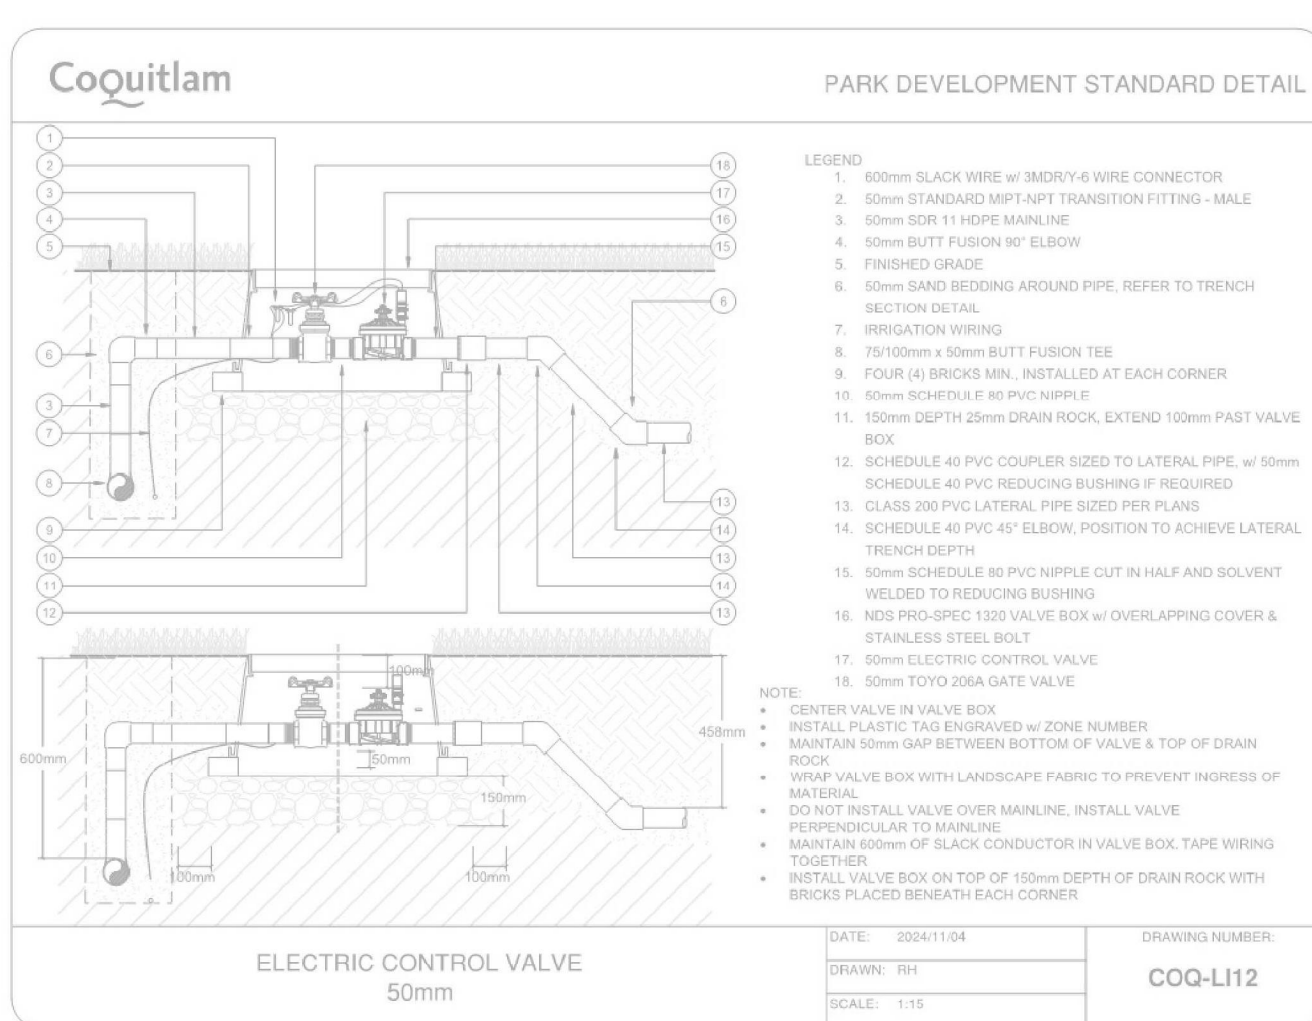 Coquitlam
PARK DEVELOPMENT STANDARD DETAIL
1
2
3
4
5
6
3
7
8
9
10
11
12
18
17
16
15
6
13
14
13
14
13
LEGEND
1. 600mm SLACK WIRE w/ 3MDR/Y-6 WIRE CONNECTOR
2. 50mm STANDARD MIPT-NPT TRANSITION FITTING - MALE
3. 50mm SDR 11 HDPE MAINLINE
4. 50mm BUTT FUSION 90° ELBOW
5. FINISHED GRADE
6. 50mm SAND BEDDING AROUND PIPE, REFER TO TRENCH
SECTION DETAIL
7. IRRIGATION WIRING
8. 75/100mm x 50mm BUTT FUSION TEE
9. FOUR (4) BRICKS MIN., INSTALLED AT EACH CORNER
10. 50mm SCHEDULE 80 PVC NIPPLE
11. 150mm DEPTH 25mm DRAIN ROCK, EXTEND 100mm PAST VALVE
BOX
12. SCHEDULE 40 PVC COUPLER SIZED TO LATERAL PIPE, w/ 50mm
SCHEDULE 40 PVC REDUCING BUSHING IF REQUIRED
13. CLASS 200 PVC LATERAL PIPE SIZED PER PLANS
14. SCHEDULE 40 PVC 45° ELBOW, POSITION TO ACHIEVE LATERAL
TRENCH DEPTH
15. 50mm SCHEDULE 80 PVC NIPPLE CUT IN HALF AND SOLVENT
WELDED TO REDUCING BUSHING
16. NDS PRO-SPEC 1320 VALVE BOX w/ OVERLAPPING COVER &
STAINLESS STEEL BOLT
17. 50mm ELECTRIC CONTROL VALVE
18. 50mm TOYO 206A GATE VALVE
NOTE:
• CENTER VALVE IN VALVE BOX
• INSTALL PLASTIC TAG ENGRAVED w/ ZONE NUMBER
• MAINTAIN 50mm GAP BETWEEN BOTTOM OF VALVE & TOP OF DRAIN
ROCK
• WRAP VALVE BOX WITH LANDSCAPE FABRIC TO PREVENT INGRESS OF
MATERIAL
• DO NOT INSTALL VALVE OVER MAINLINE, INSTALL VALVE
PERPENDICULAR TO MAINLINE
• MAINTAIN 600mm OF SLACK CONDUCTOR IN VALVE BOX. TAPE WIRING
TOGETHER
• INSTALL VALVE BOX ON TOP OF 150mm DEPTH OF DRAIN ROCK WITH
BRICKS PLACED BENEATH EACH CORNER
100mm
458mm
600mm
50mm
150mm
100mm
100mm
ELECTRIC CONTROL VALVE
50mm
DATE: 2024/11/04
DRAWN: RH
SCALE: 1:15
DRAWING NUMBER:
COQ-LI12